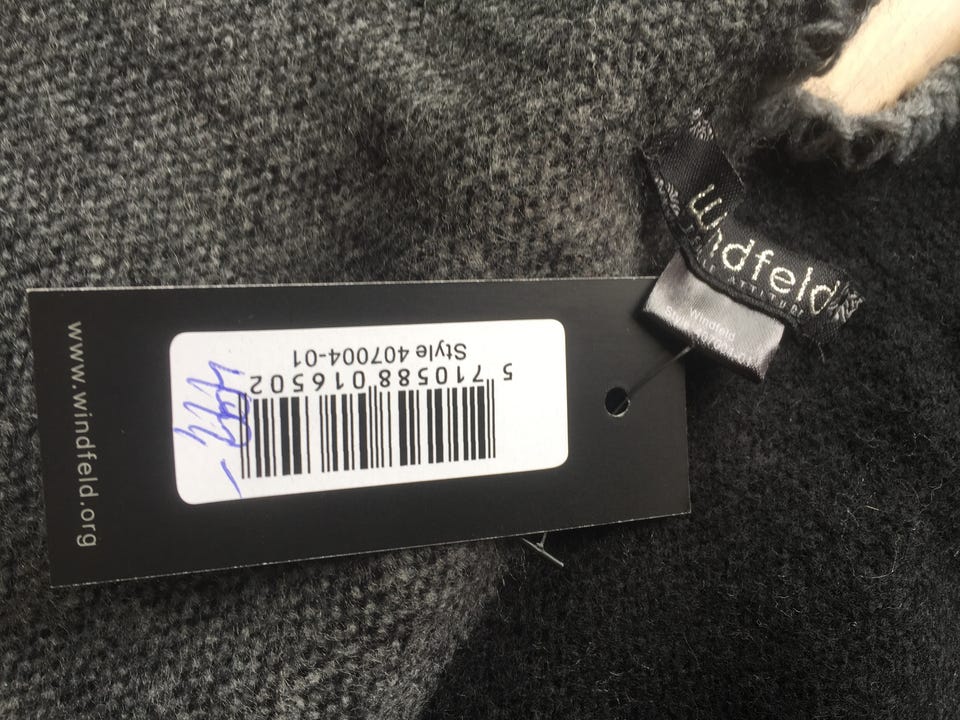 Windfeld
Windfeld
Style 407004-01
5 710588 016502
www.windfeld.org